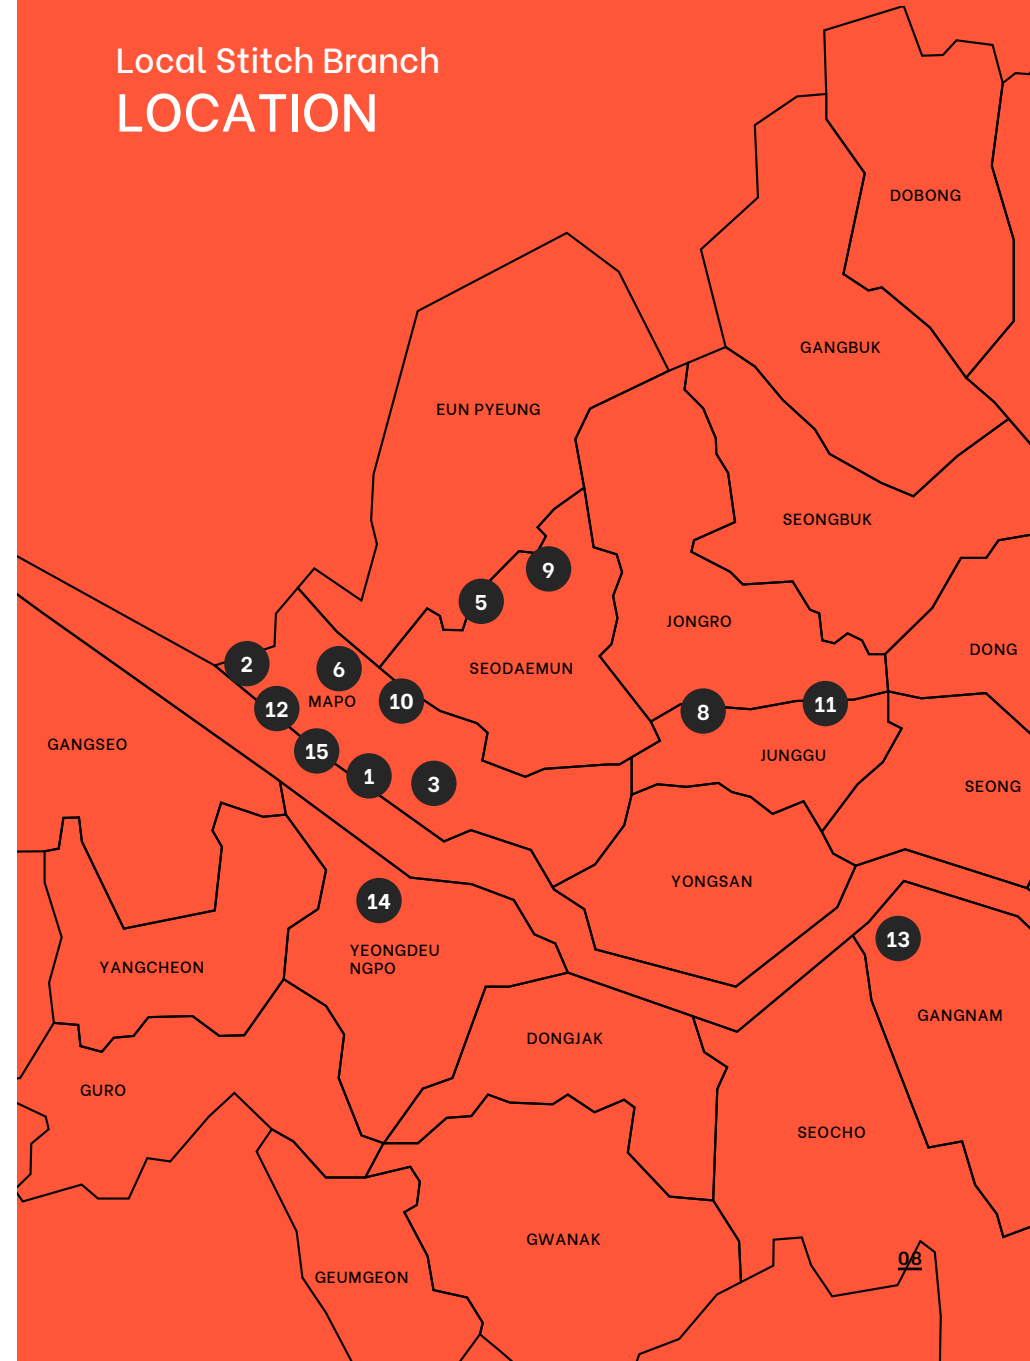 Local Stitch Branch
LOCATION
DOBONG
GANGBUK
EUN PYEUNG
SEONGBUK
9
5
JONGRO
DONG
2
6
SEODAEMUN
MAPO
10
12
8
11
GANGSEO
15
JUNGGU
1
3
SEONG
YONGSAN
14
13
YEONGDEU
NGPO
YANGCHEON
GANGNAM
DONGJAK
GURO
SEOCHO
GWANAK
08
GEUMGEON